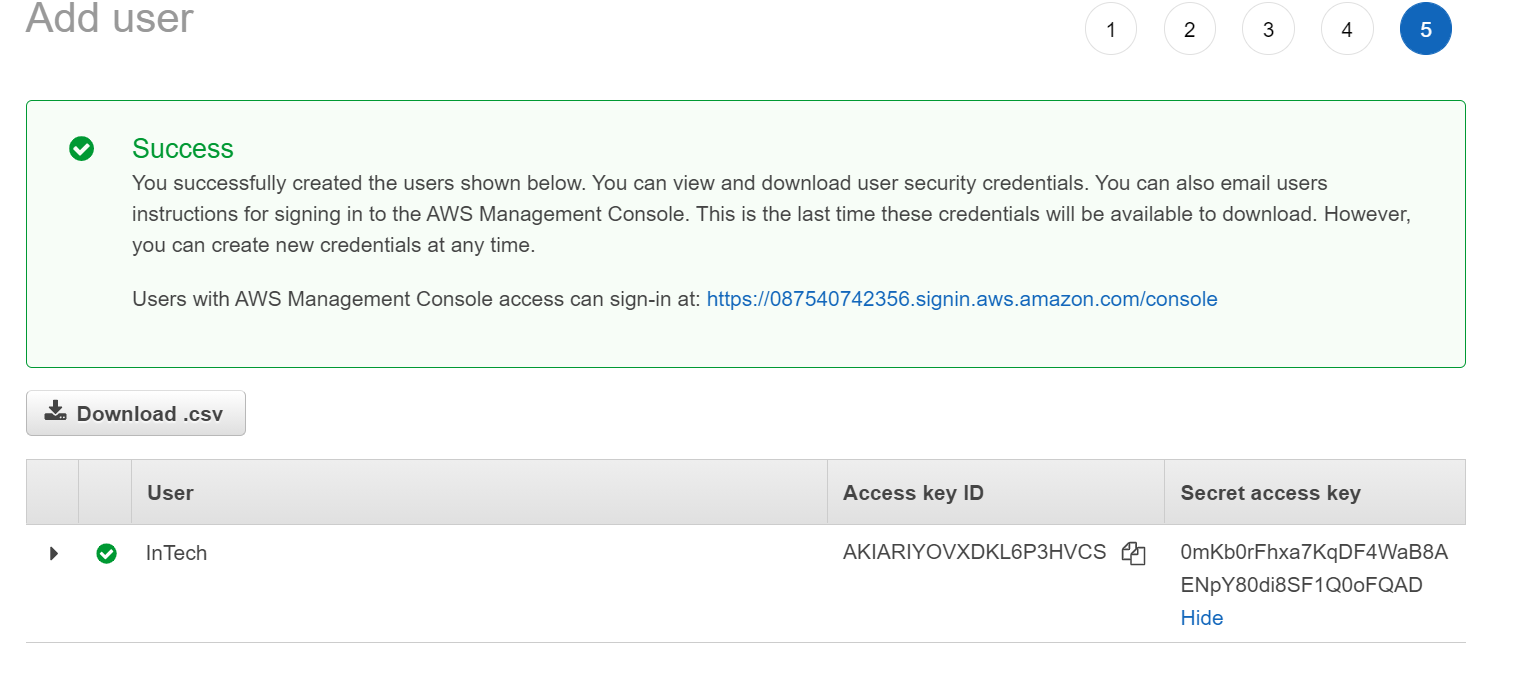 Add user
1 2 3 4 5
Success
You successfully created the users shown below. You can view and download user security credentials. You can also email users
instructions for signing in to the AWS Management Console. This is the last time these credentials will be available to download. However,
you can create new credentials at any time.
Users with AWS Management Console access can sign-in at: https://087540742356.signin.aws.amazon.com/console
Download .csv
User Access key ID Secret access key
InTech AKIARIYOVXDKL6P3HVCS 0mKb0rFhxa7KqDF4WaB8A
ENpY80di8SF1Q0oFQAD
Hide